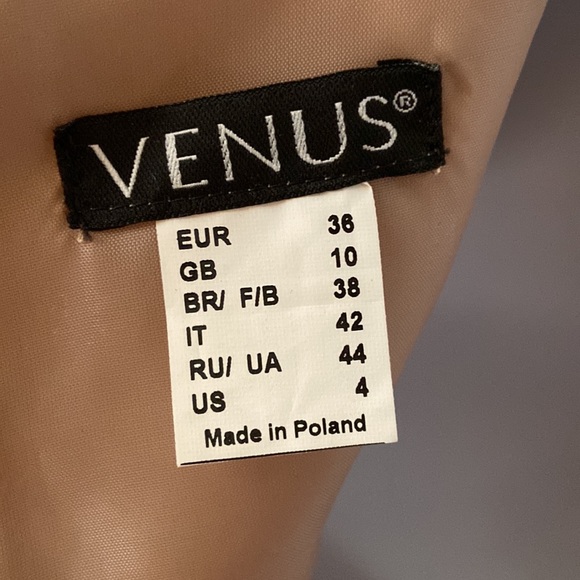 VENUS®
EUR 36
GB 10
BR/ F/B 38
IT 42
RU/ UA 44
US 4
Made in Poland